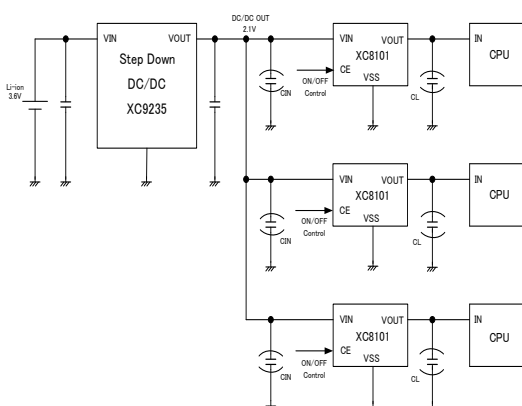 DC/DC OUT
2.1V
Li-ion
3.6V
VIN VOUT
Step Down
DC/DC
XC9235
CIN
ON/OFF
Control
VIN VOUT
XC8101
CE
VSS
CL
IN
CPU
CIN
ON/OFF
Control
VIN VOUT
XC8101
CE
VSS
CL
IN
CPU
CIN
ON/OFF
Control
VIN VOUT
XC8101
CE
VSS
CL
IN
CPU